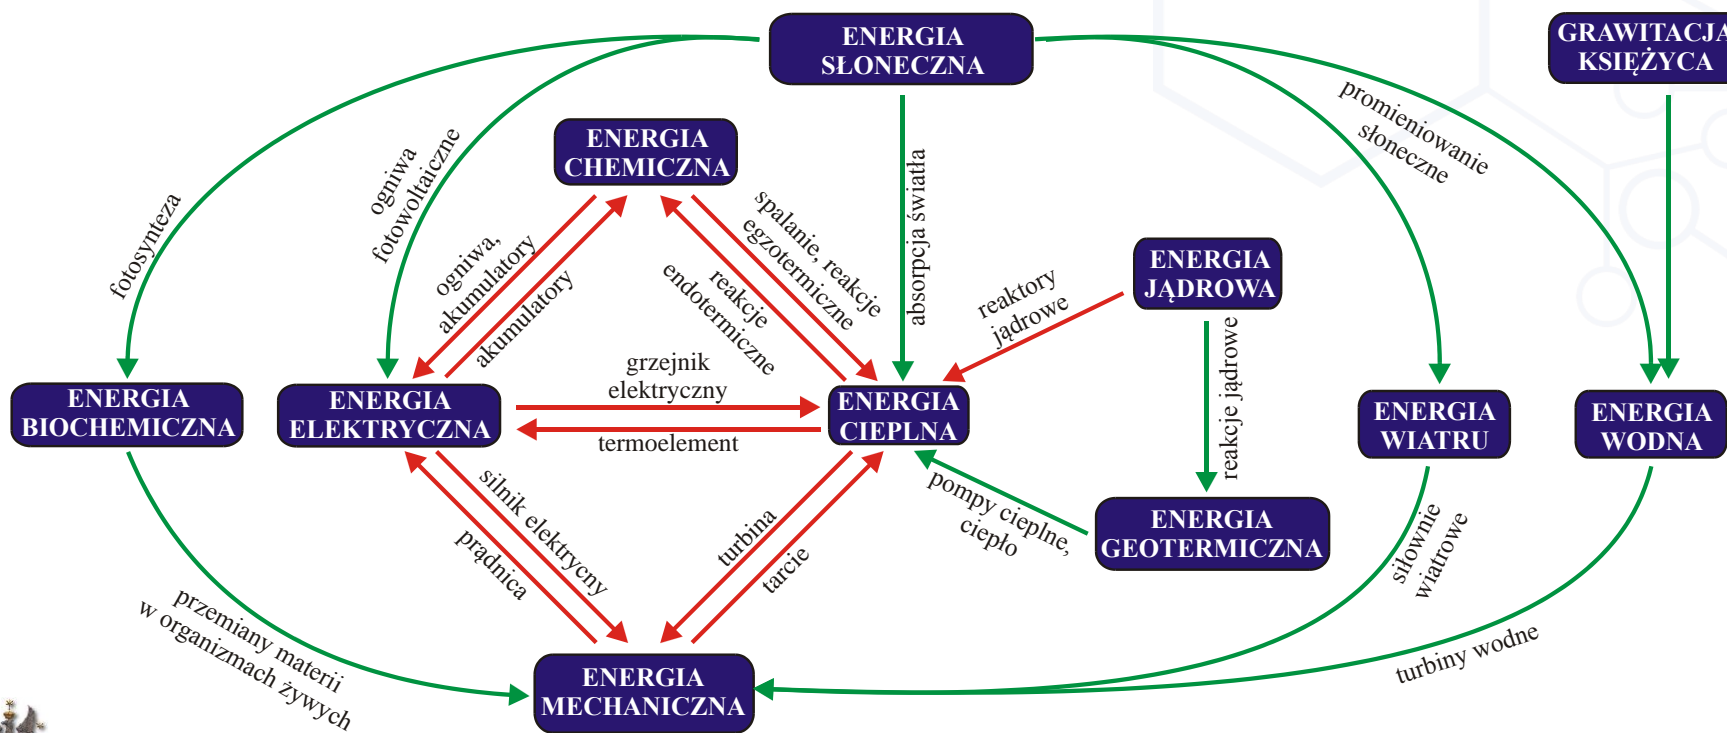 ENERGIA
SŁONECZNA
GRAWITACJA
KSIĘŻYCA
promieniowanie
słoneczne
ENERGIA
CHEMICZNA
ogniwa
fotowoltaiczne
fotosynteza
absorpcja światła
spalanie, reakcje
egzotermiczne
ogniwa,
akumulatory
akumulatory
reakcje
endotermiczne
ENERGIA
JĄDROWA
reaktory
jądrowe
reakcje jądrowe
grzejnik
elektryczny
termoelement
ENERGIA
BIOCHEMICZNA
ENERGIA
ELEKTRYCZNA
ENERGIA
CIEPLNA
ENERGIA
WIATRU
ENERGIA
WODNA
silnik elektrycny
prądnica
turbina
tarcie
pompy cieplne,
ciepło
ENERGIA
GEOTERMICZNA
siłownie
wiatrowe
turbiny wodne
przemiany materii
w organizmach żywych
ENERGIA
MECHANICZNA